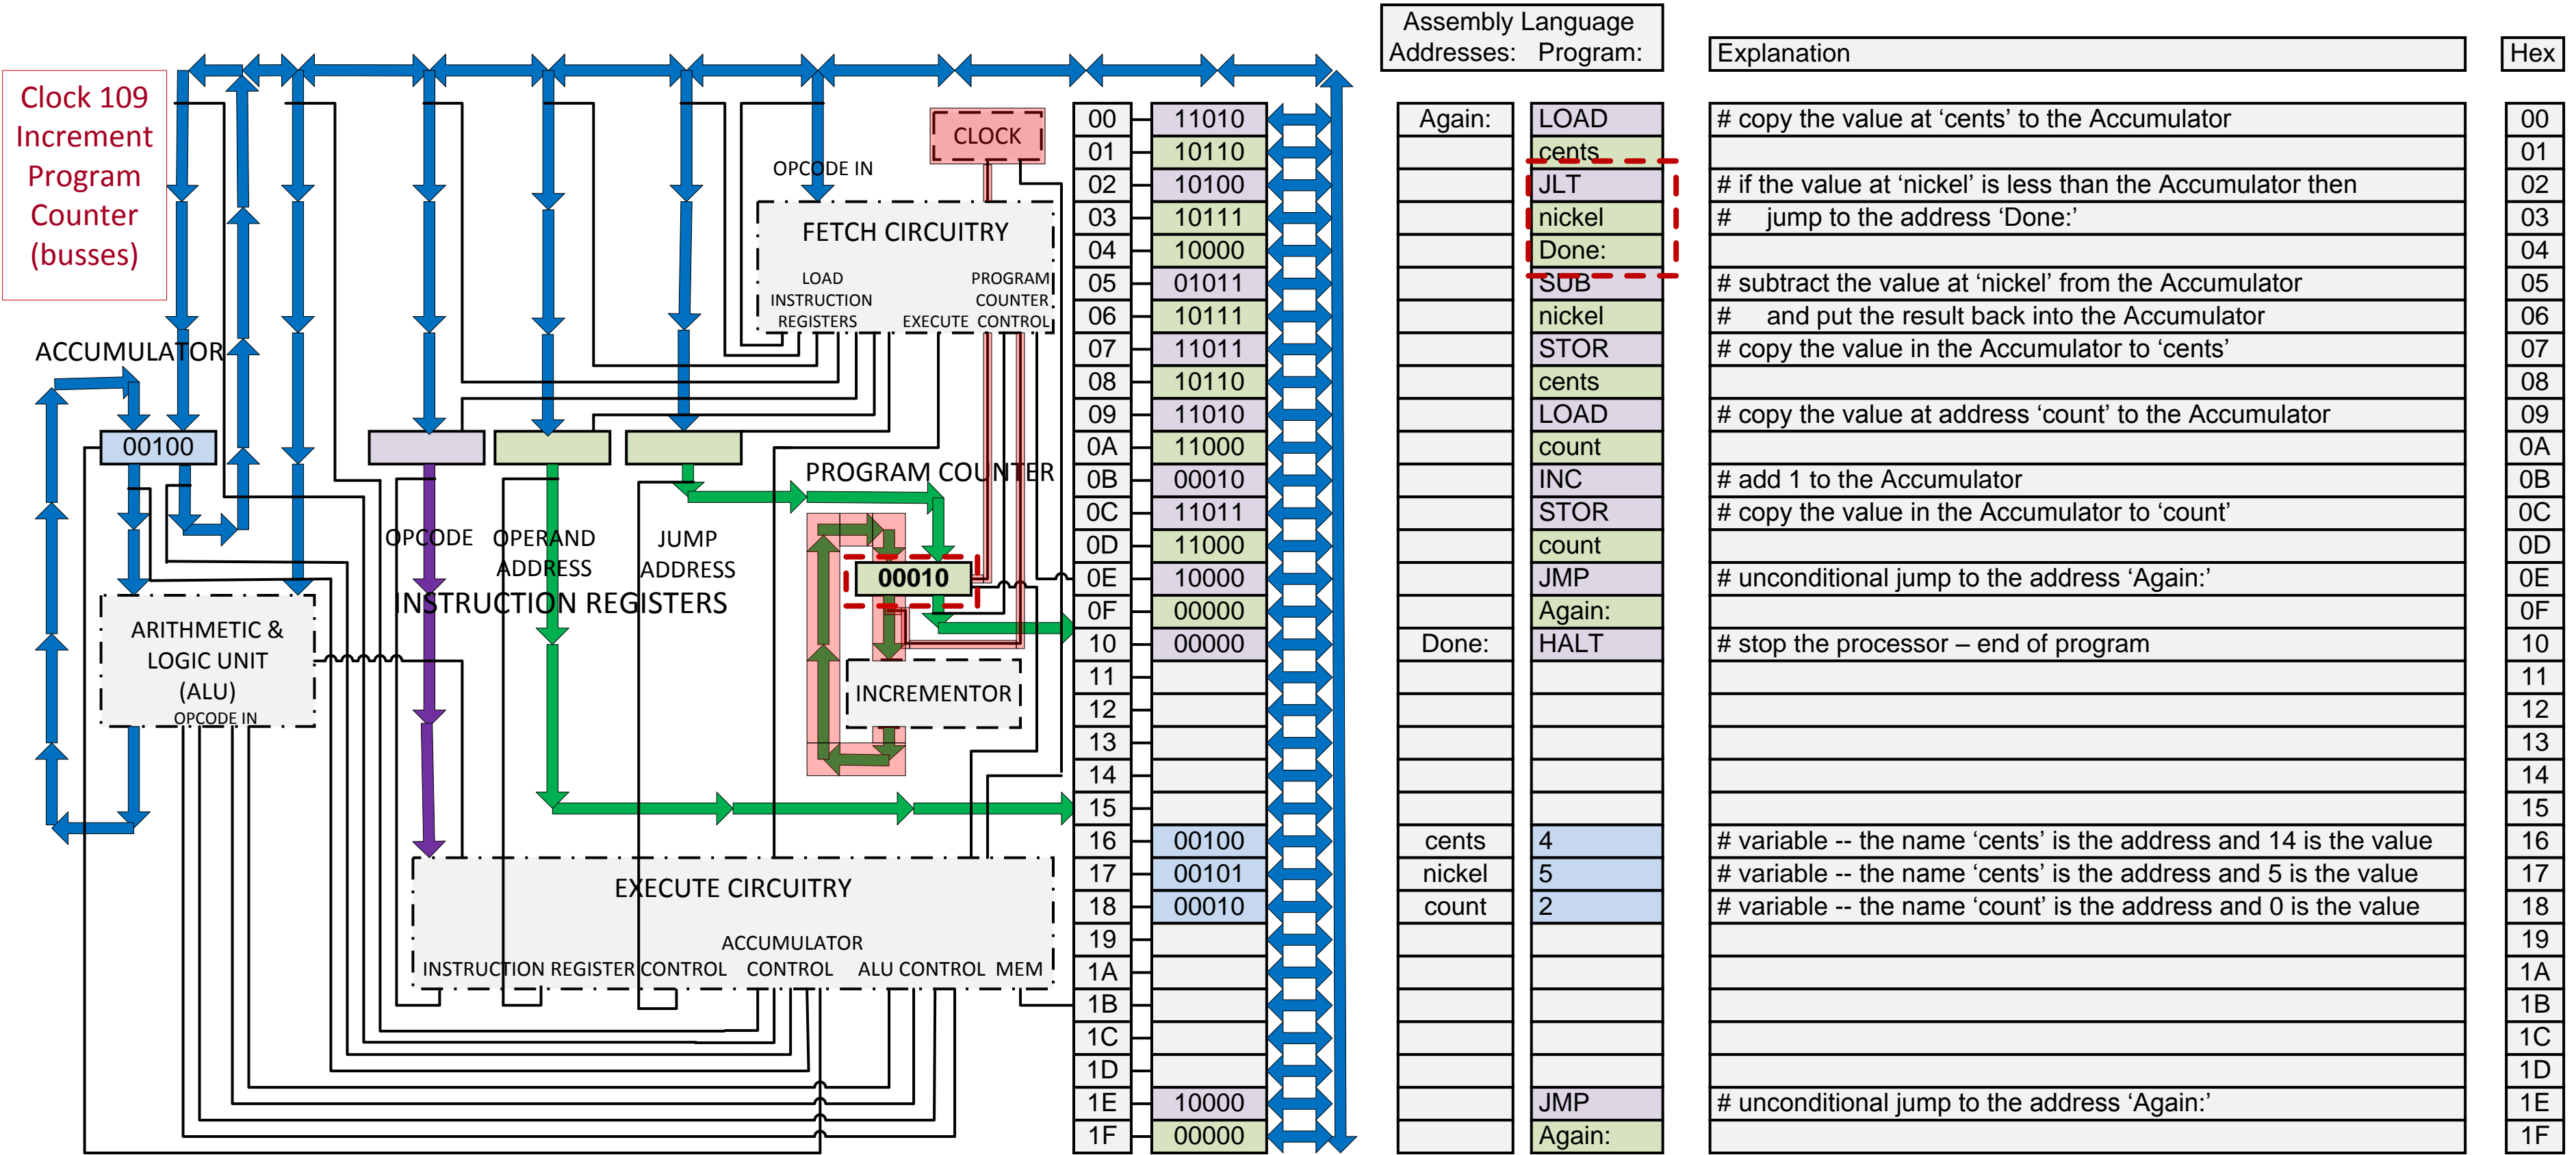 Assembly Language
Addresses: Program:
Explanation
Hex
Clock 109
Increment
Program
Counter
(busses)
CLOCK
OPCODE IN
FETCH CIRCUITRY
LOAD
INSTRUCTION
REGISTERS
EXECUTE
PROGRAM
COUNTER
CONTROL
ACCUMULATOR
00100
PROGRAM COUNTER
00010
OPCODE
OPERAND
ADDRESS
JUMP
ADDRESS
INSTRUCTION REGISTERS
INCREMENTOR
ARITHMETIC &
LOGIC UNIT
(ALU)
OPCODE IN
EXECUTE CIRCUITRY
INSTRUCTION REGISTER CONTROL
ACCUMULATOR
CONTROL
ALU CONTROL
MEM
00 11010 Again: LOAD # copy the value at ‘cents’ to the Accumulator 00
01 10110 cents 01
02 10100 JLT # if the value at ‘nickel’ is less than the Accumulator then 02
03 10111 nickel # jump to the address ‘Done:’ 03
04 10000 Done: 04
05 01011 SUB # subtract the value at ‘nickel’ from the Accumulator 05
06 10111 nickel # and put the result back into the Accumulator 06
07 11011 STOR # copy the value in the Accumulator to ‘cents’ 07
08 10110 cents 08
09 11010 LOAD # copy the value at address ‘count’ to the Accumulator 09
0A 11000 count 0A
0B 00010 INC # add 1 to the Accumulator 0B
0C 11011 STOR # copy the value in the Accumulator to ‘count’ 0C
0D 11000 count 0D
0E 10000 JMP # unconditional jump to the address ‘Again:’ 0E
0F 00000 Again: 0F
10 00000 Done: HALT # stop the processor – end of program 10
11 11
12 12
13 13
14 14
15 15
16 00100 cents 4 # variable -- the name ‘cents’ is the address and 14 is the value 16
17 00101 nickel 5 # variable -- the name ‘cents’ is the address and 5 is the value 17
18 00010 count 2 # variable -- the name ‘count’ is the address and 0 is the value 18
19 19
1A 1A
1B 1B
1C 1C
1D 1D
1E 10000 JMP # unconditional jump to the address ‘Again:’ 1E
1F 00000 Again: 1F